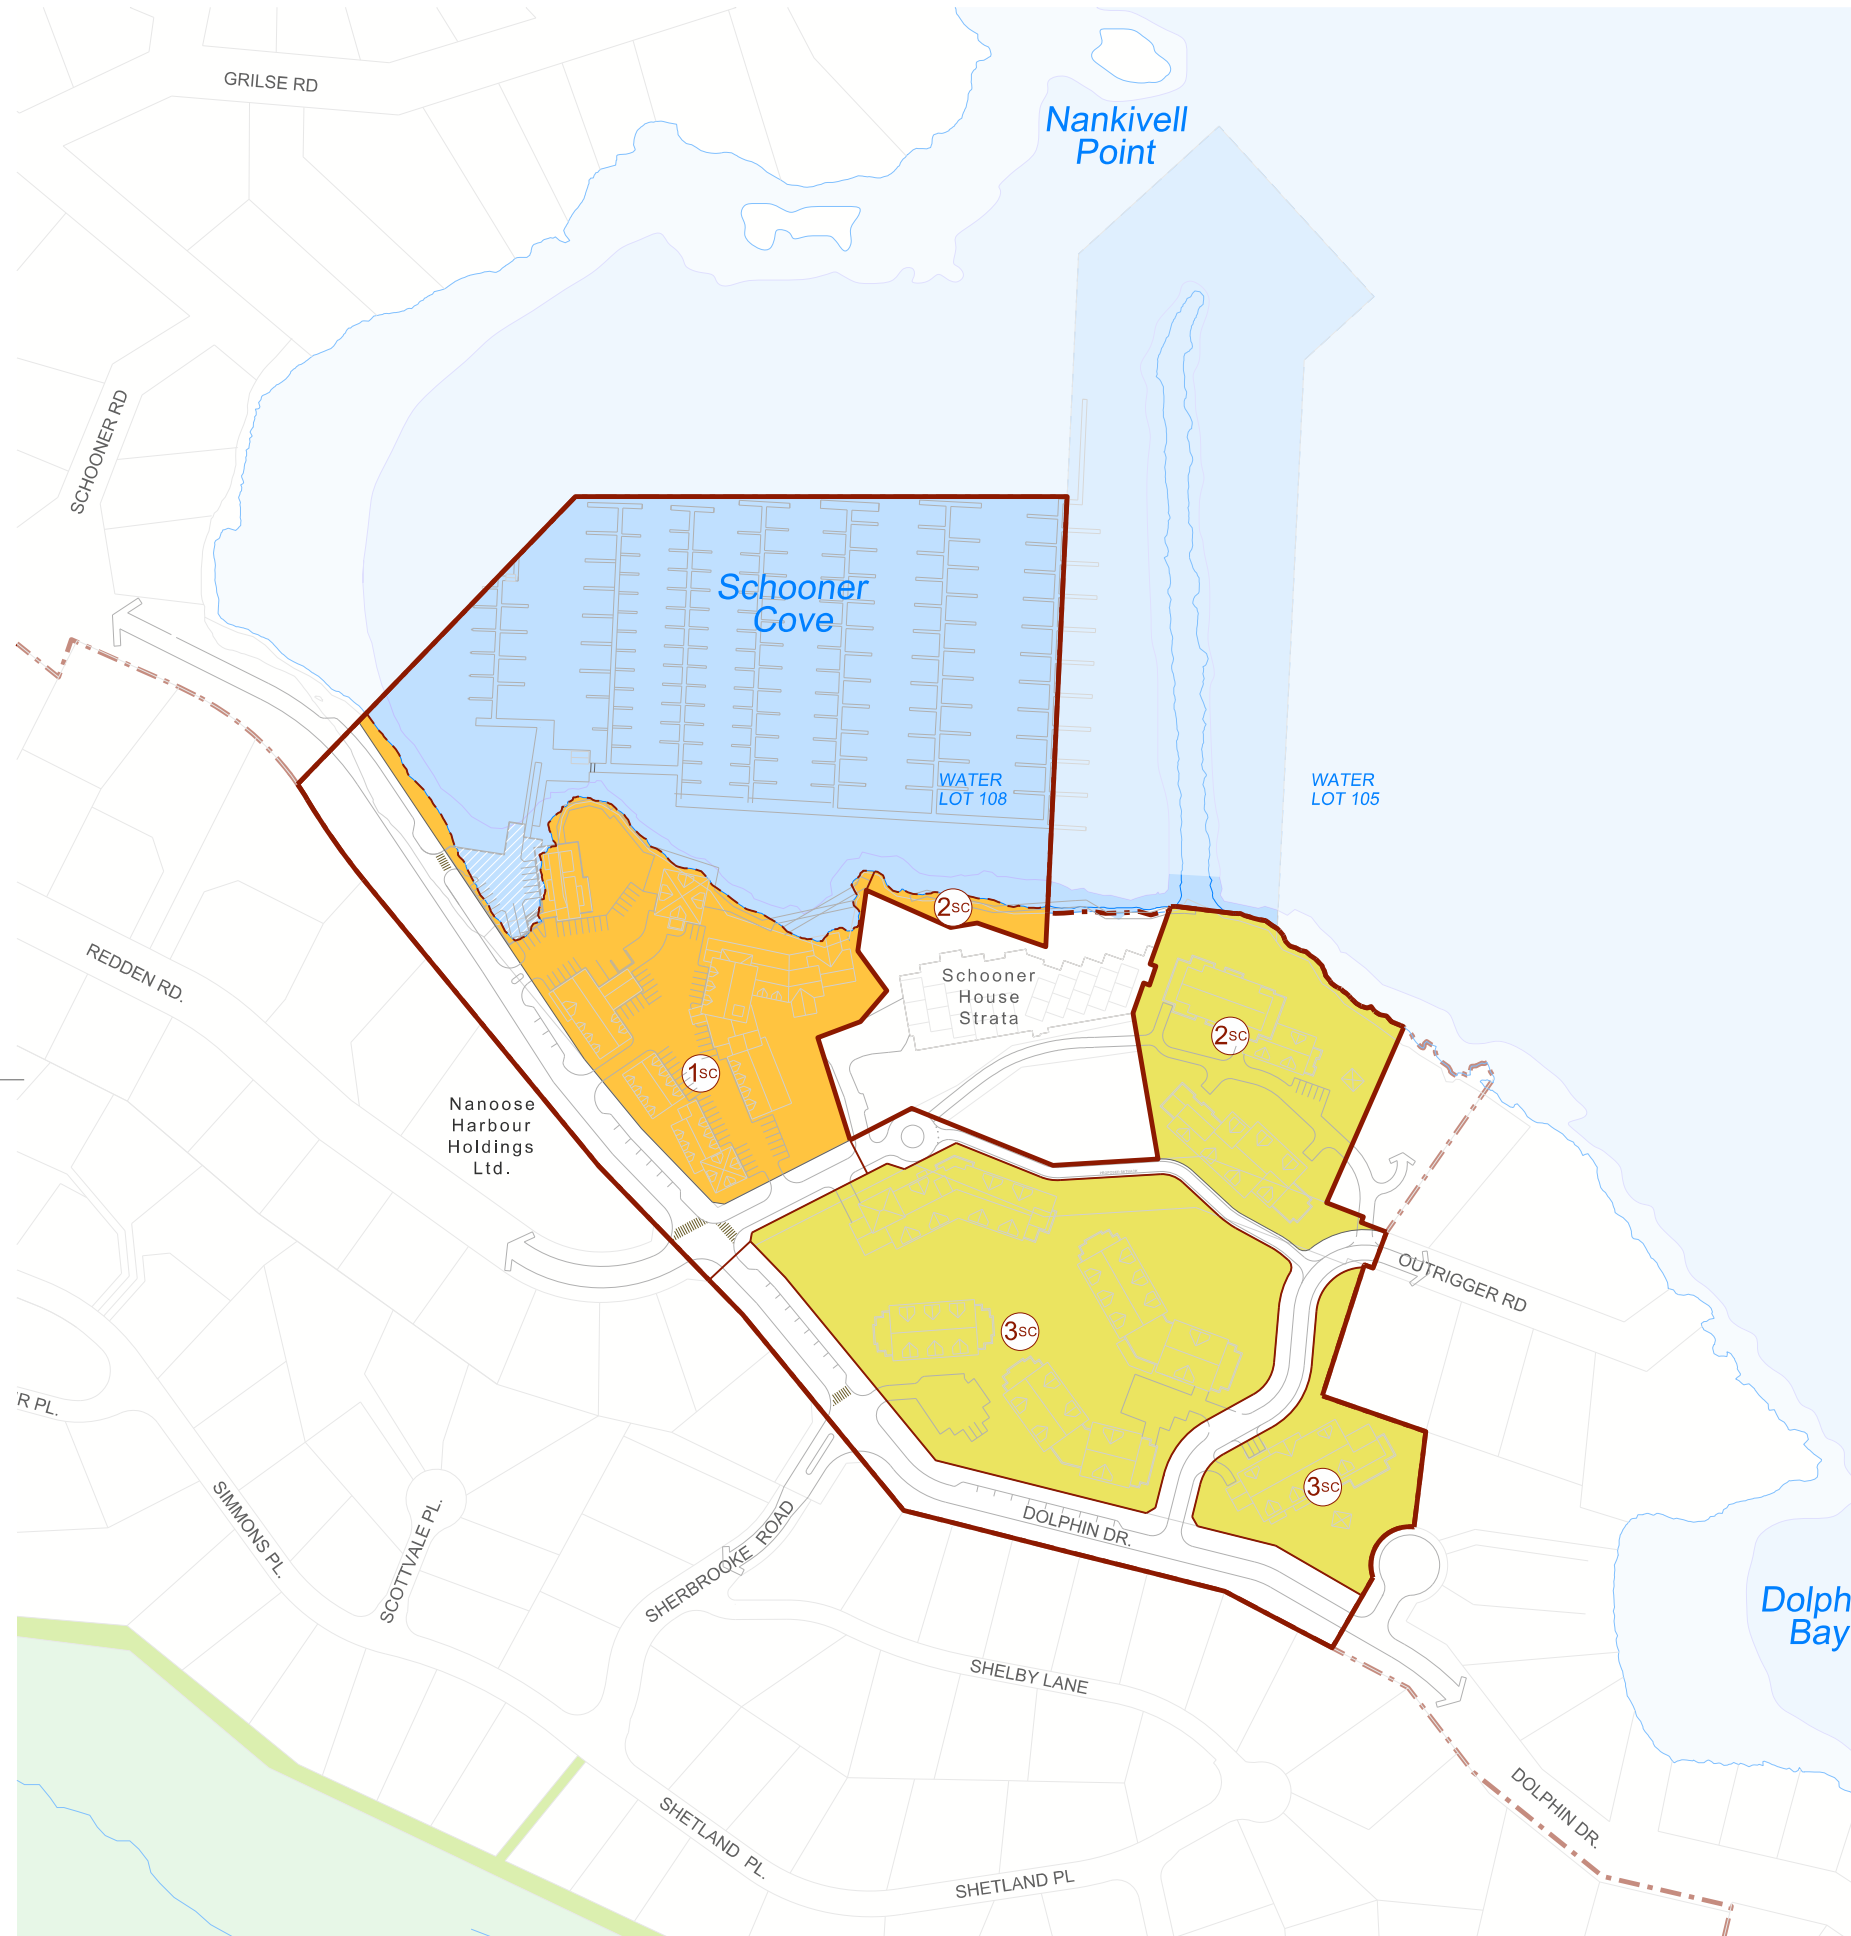 GRILSE RD
Nankivell
Point
SCHOONER RD
Schooner
Cove
WATER
LOT 108
WATER
LOT 105
2SC
REDDEN RD.
Schooner
House
Strata
2SC
1SC
Nanoose
Harbour
Holdings
Ltd.
OUTRIGGER RD
3SC
R PL.
3SC
SIMMONS PL.
SCOTTVALE PL.
SHERBROOKE ROAD
DOLPHIN DR.
Dolph
Bay
SHELBY LANE
SHETLAND PL.
DOLPHIN DR.
SHETLAND PL